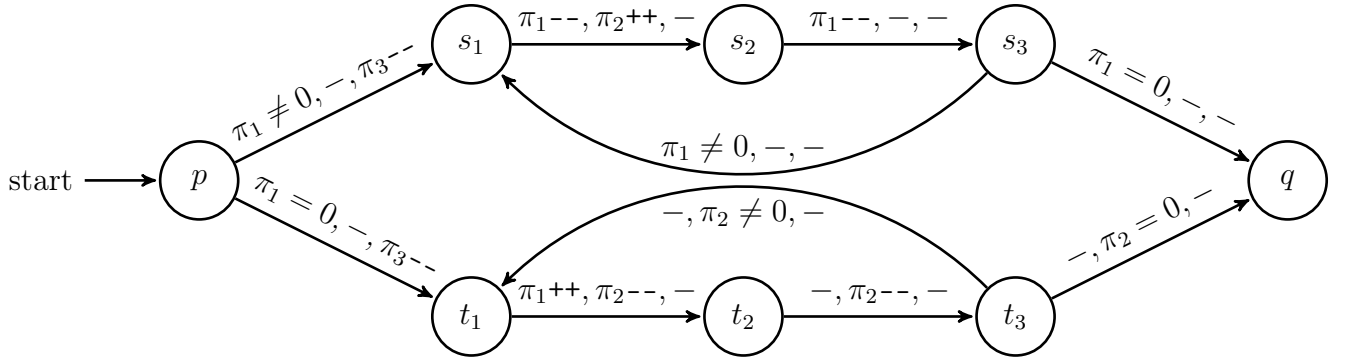 s₁
π₁--, π₂++, –
s₂
π₁--, –, –
s₃
π₁ ≠ 0, –, π₃--
π₁ = 0, –, –
π₁ ≠ 0, –, –
start
p
q
–, π₂ ≠ 0, –
π₁ = 0, –, π₃--
–, π₂ = 0, –
t₁
π₁++, π₂--, –
t₂
–, π₂--, –
t₃